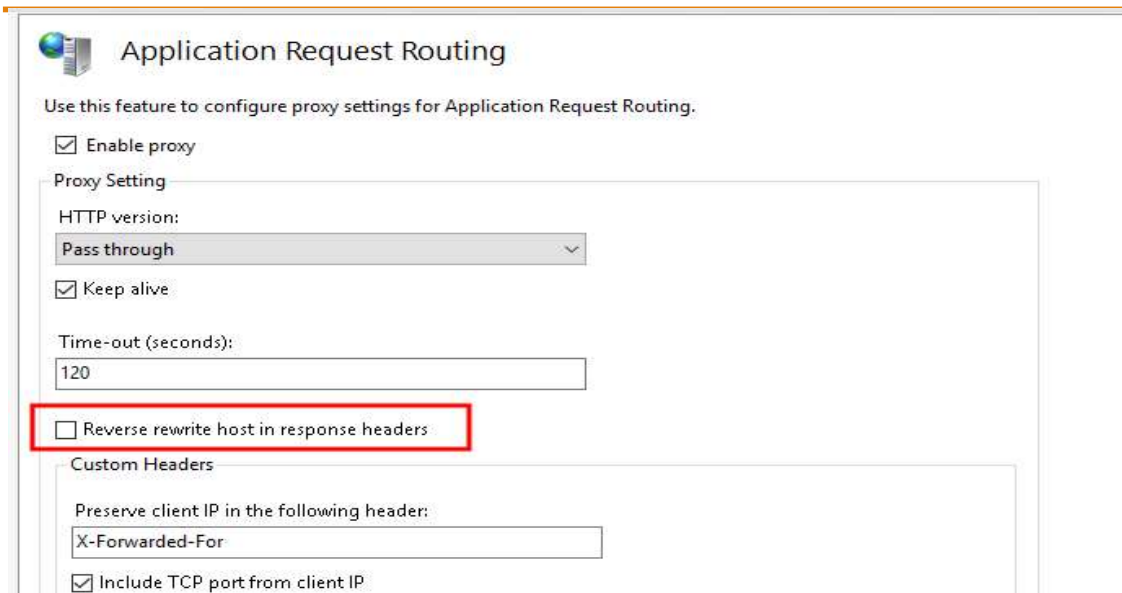 Application Request Routing
Use this feature to configure proxy settings for Application Request Routing.
Enable proxy
Proxy Setting
HTTP version:
Pass through
Keep alive
Time-out (seconds):
120
Reverse rewrite host in response headers
Custom Headers
Preserve client IP in the following header:
X-Forwarded-For
Include TCP port from client IP